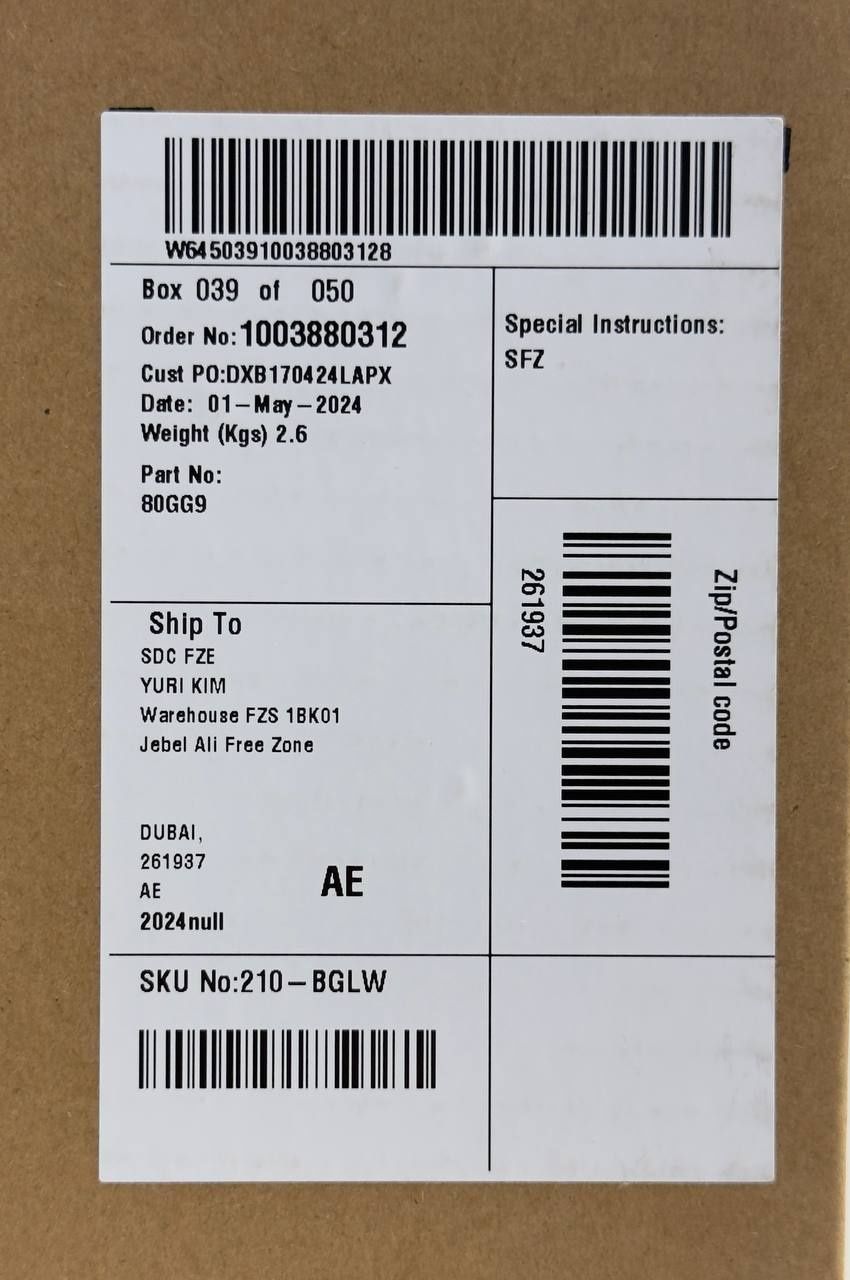 W64503910038803128
Box 039 of 050
Order No:1003880312
Cust PO:DXB170424LAPX
Date: 01-May-2024
Weight (Kgs) 2.6
Part No:
80GG9
Special Instructions:
SFZ
Zip/Postal code
261937
Ship To
SDC FZE
YURI KIM
Warehouse FZS 1BK01
Jebel Ali Free Zone
DUBAI,
261937
AE
AE
2024null
SKU No:210-BGLW